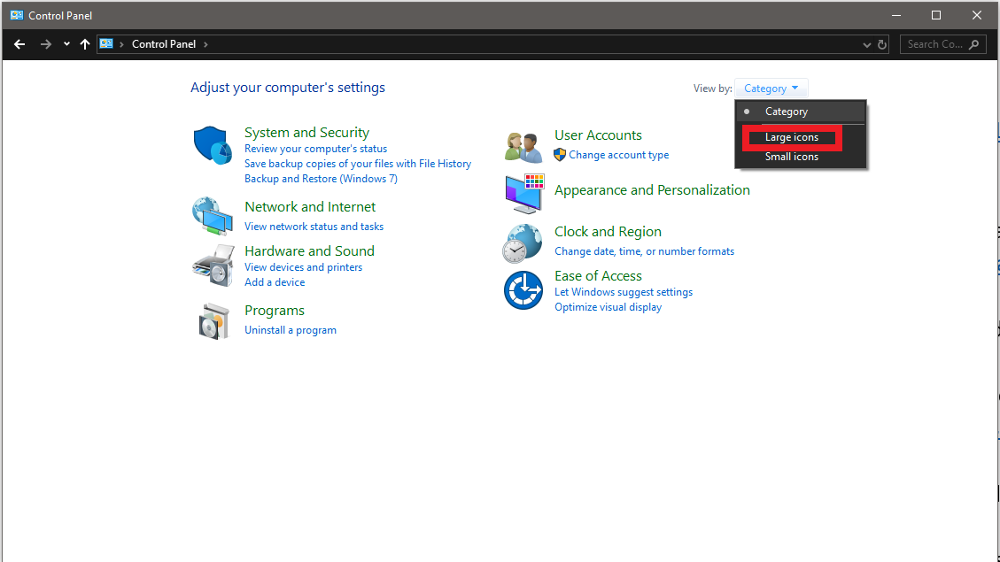 Control Panel
Control Panel
Search Co...
Adjust your computer's settings
View by: Category
Category
Large icons
Small icons
System and Security
Review your computer's status
Save backup copies of your files with File History
Backup and Restore (Windows 7)
Network and Internet
View network status and tasks
Hardware and Sound
View devices and printers
Add a device
Programs
Uninstall a program
User Accounts
Change account type
Appearance and Personalization
Clock and Region
Change date, time, or number formats
Ease of Access
Let Windows suggest settings
Optimize visual display